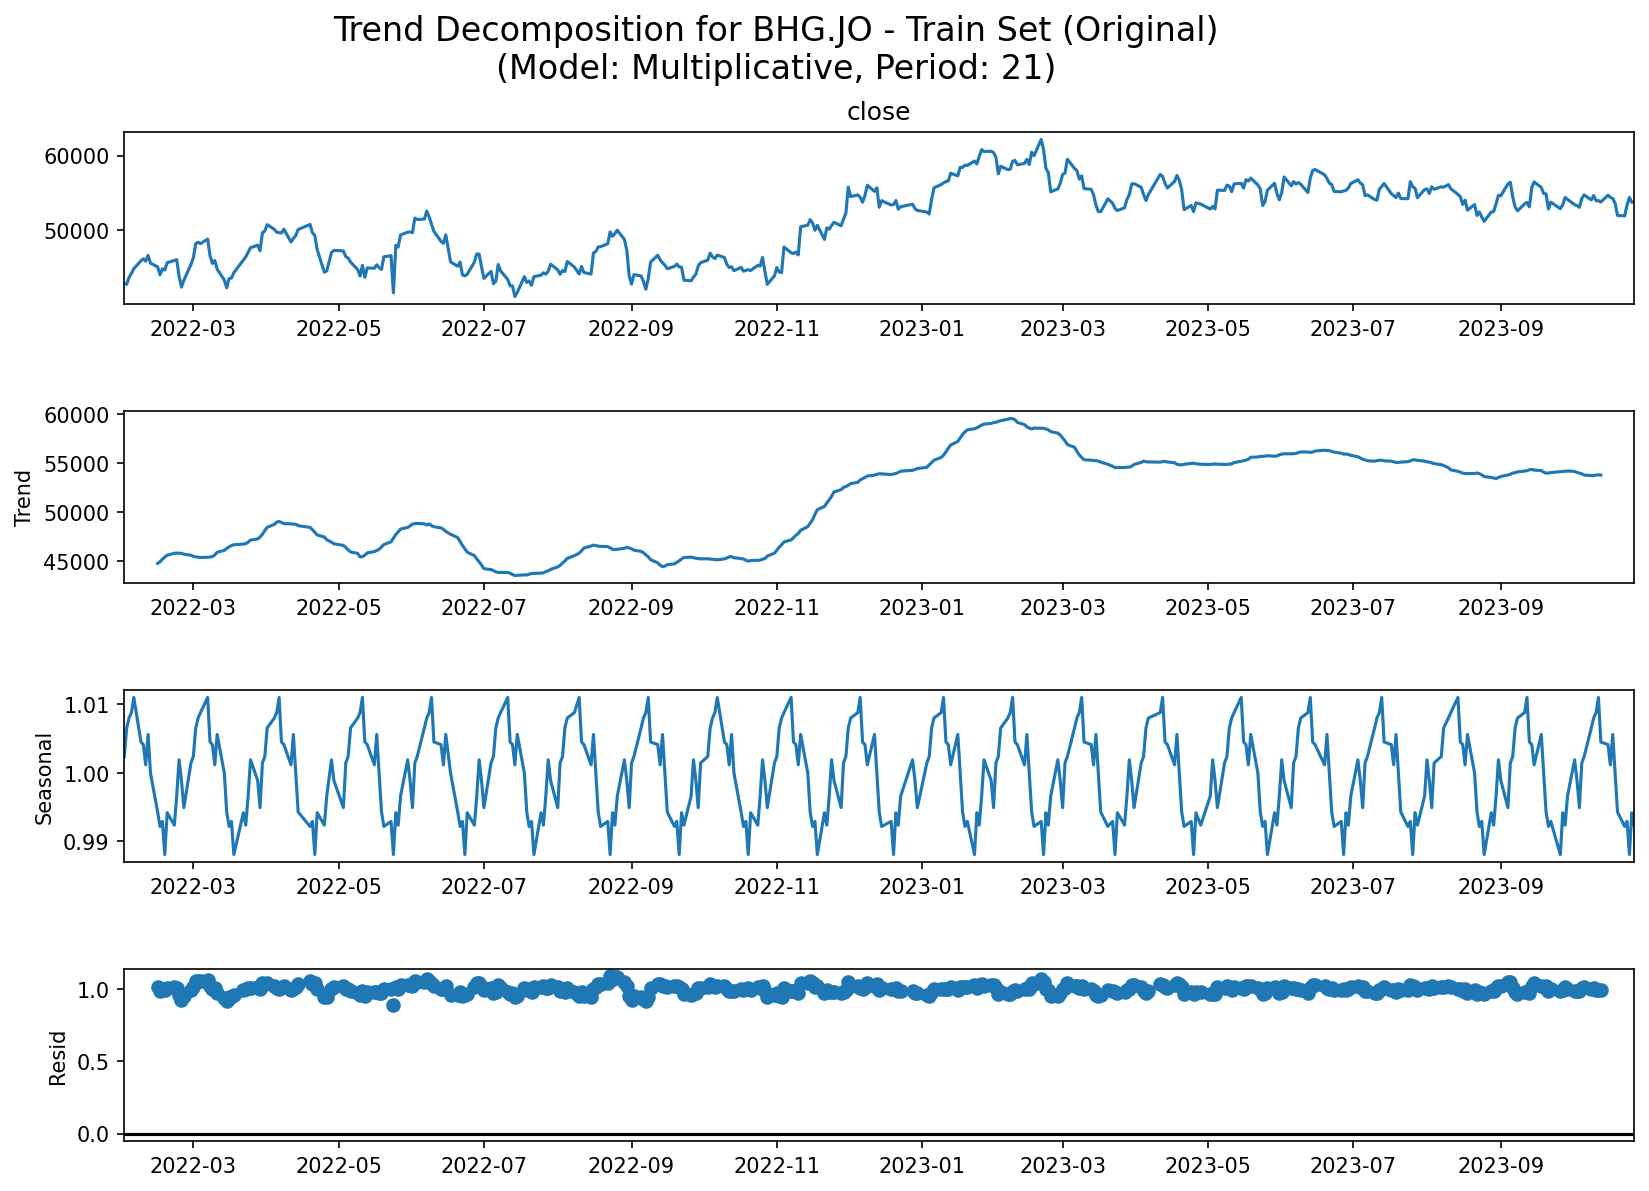 Trend Decomposition for BHG.JO - Train Set (Original)
(Model: Multiplicative, Period: 21)
close
60000
50000
2022-03 2022-05 2022-07 2022-09 2022-11 2023-01 2023-03 2023-05 2023-07 2023-09
Trend
60000
55000
50000
45000
2022-03 2022-05 2022-07 2022-09 2022-11 2023-01 2023-03 2023-05 2023-07 2023-09
Seasonal
1.01
1.00
0.99
2022-03 2022-05 2022-07 2022-09 2022-11 2023-01 2023-03 2023-05 2023-07 2023-09
Resid
1.0
0.5
0.0
2022-03 2022-05 2022-07 2022-09 2022-11 2023-01 2023-03 2023-05 2023-07 2023-09